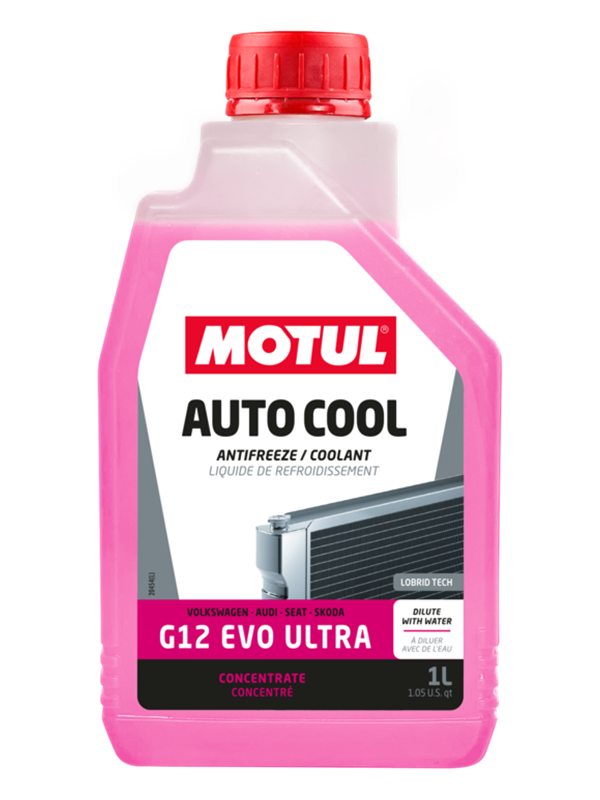 MOTUL
AUTO COOL
ANTIFREEZE / COOLANT
LIQUIDE DE REFROIDISSEMENT
LOBRID TECH
VOLKSWAGEN - AUDI - SEAT - SKODA
G12 EVO ULTRA
DILUTE
WITH WATER
À DILUER
AVEC DE L'EAU
CONCENTRATE
CONCENTRÉ
1L
1.05 U.S. qt